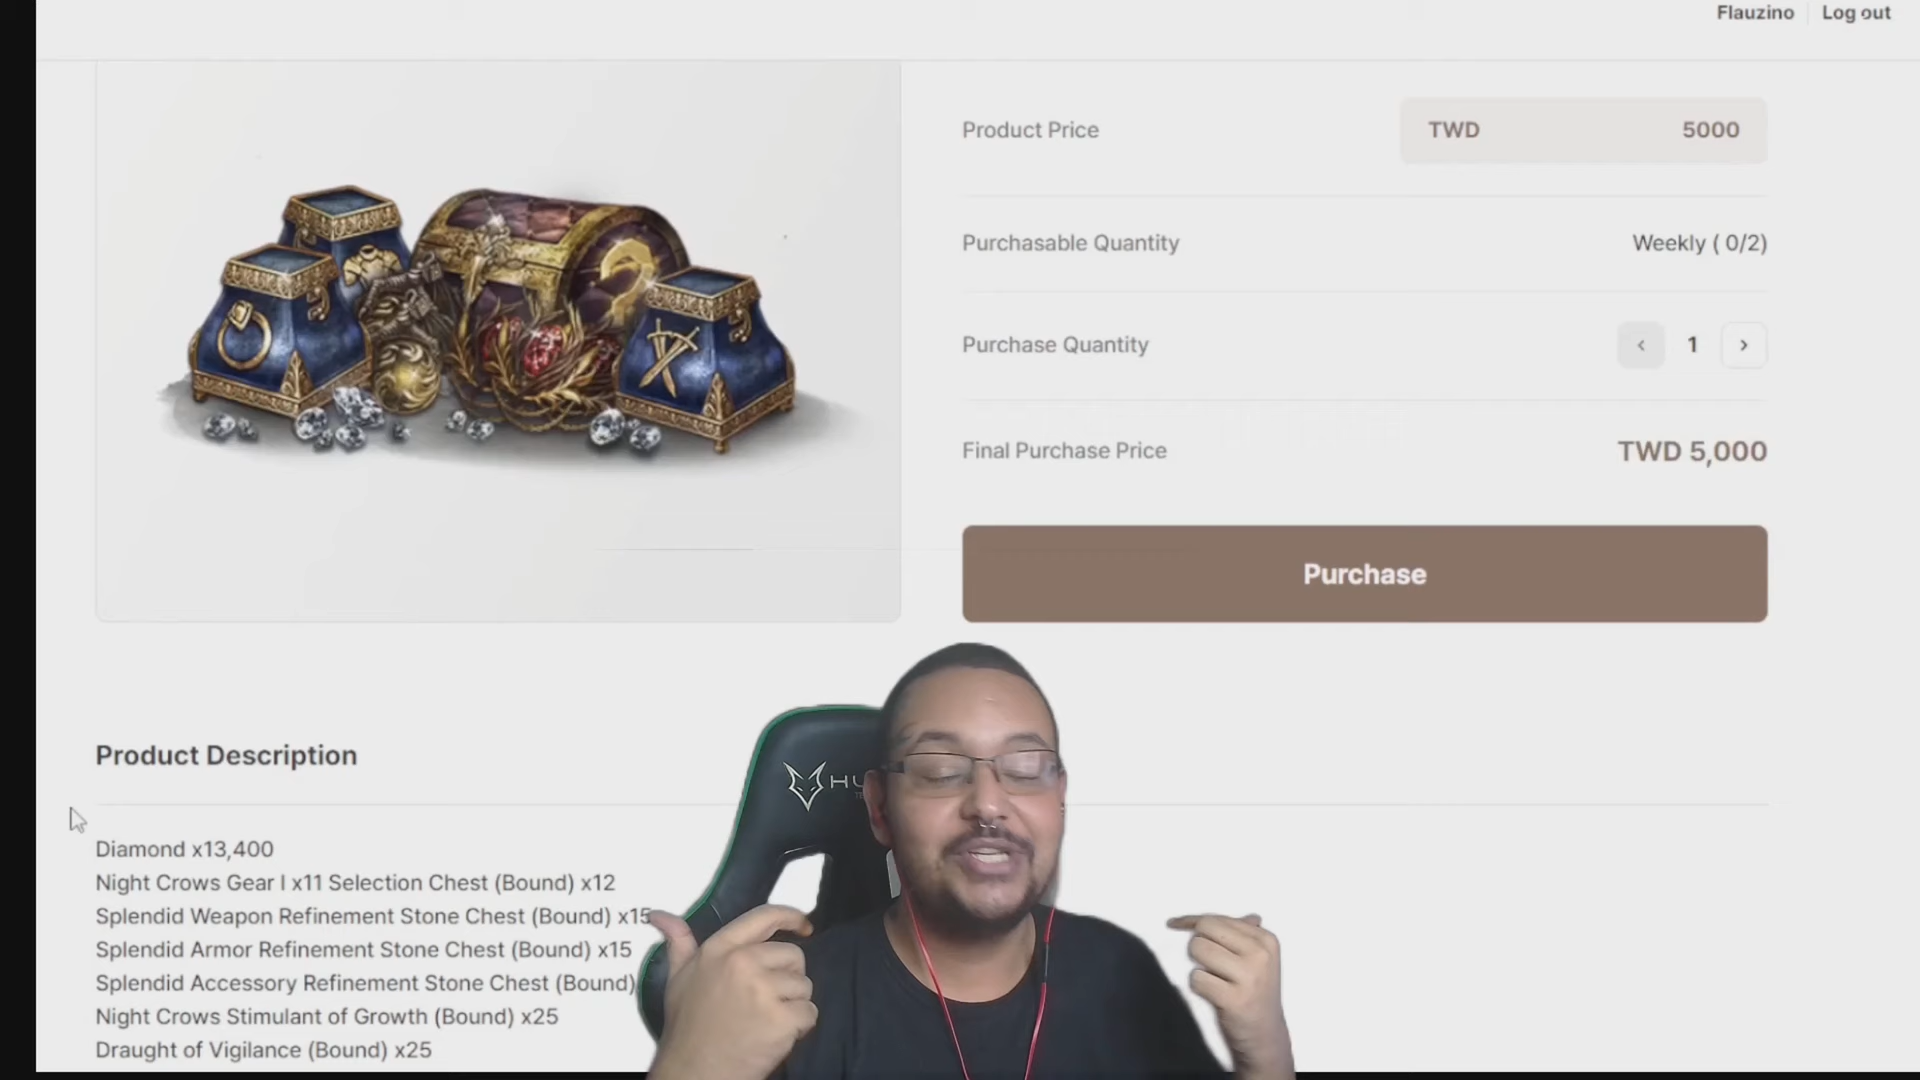 Flauzino Log out
Product Price TWD 5000
Purchasable Quantity Weekly ( 0/2)
Purchase Quantity 1
Final Purchase Price TWD 5,000
Purchase
Product Description
Diamond x13,400
Night Crows Gear I x11 Selection Chest (Bound) x12
Splendid Weapon Refinement Stone Chest (Bound) x15
Splendid Armor Refinement Stone Chest (Bound) x15
Splendid Accessory Refinement Stone Chest (Bound)
Night Crows Stimulant of Growth (Bound) x25
Draught of Vigilance (Bound) x25